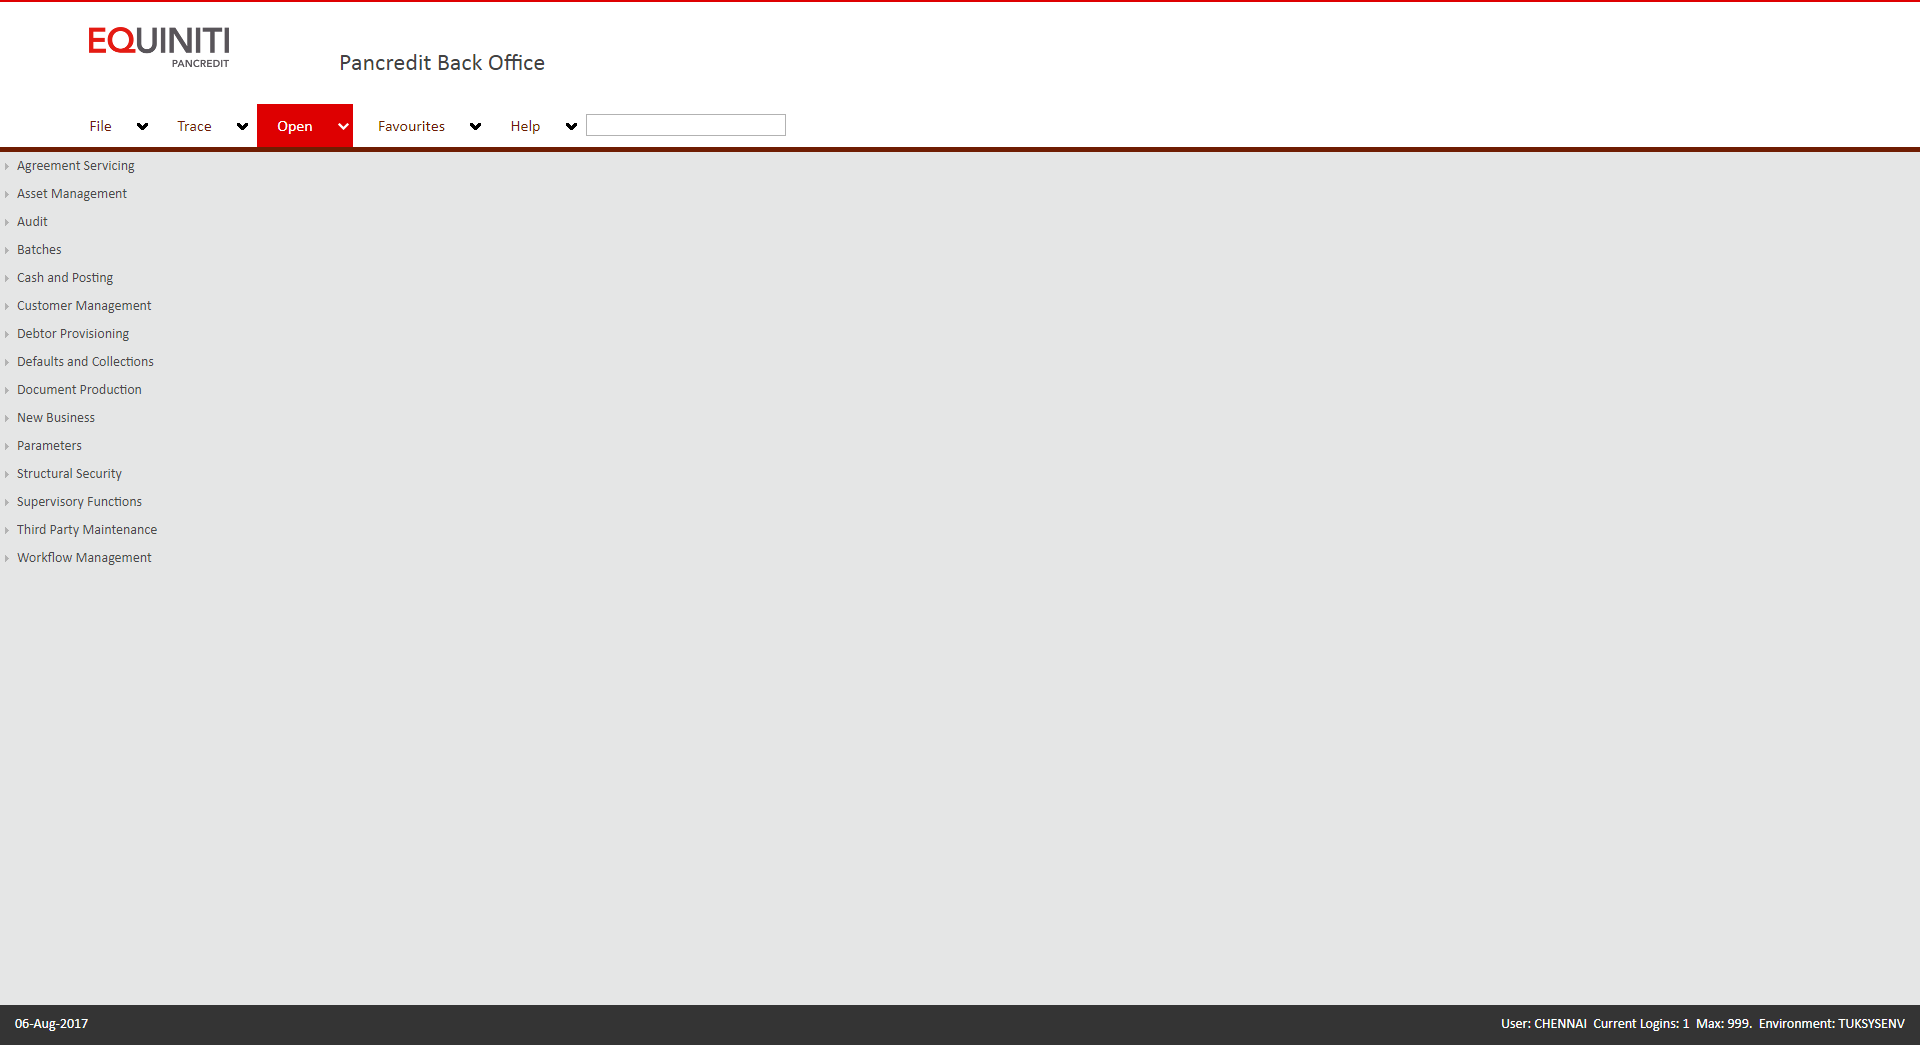 EQUINITI
PANCREDIT
Pancredit Back Office
File Trace Open Favourites Help
Agreement Servicing
Asset Management
Audit
Batches
Cash and Posting
Customer Management
Debtor Provisioning
Defaults and Collections
Document Production
New Business
Parameters
Structural Security
Supervisory Functions
Third Party Maintenance
Workflow Management
06-Aug-2017 User: CHENNAI Current Logins: 1 Max: 999. Environment: TUKSYSENV